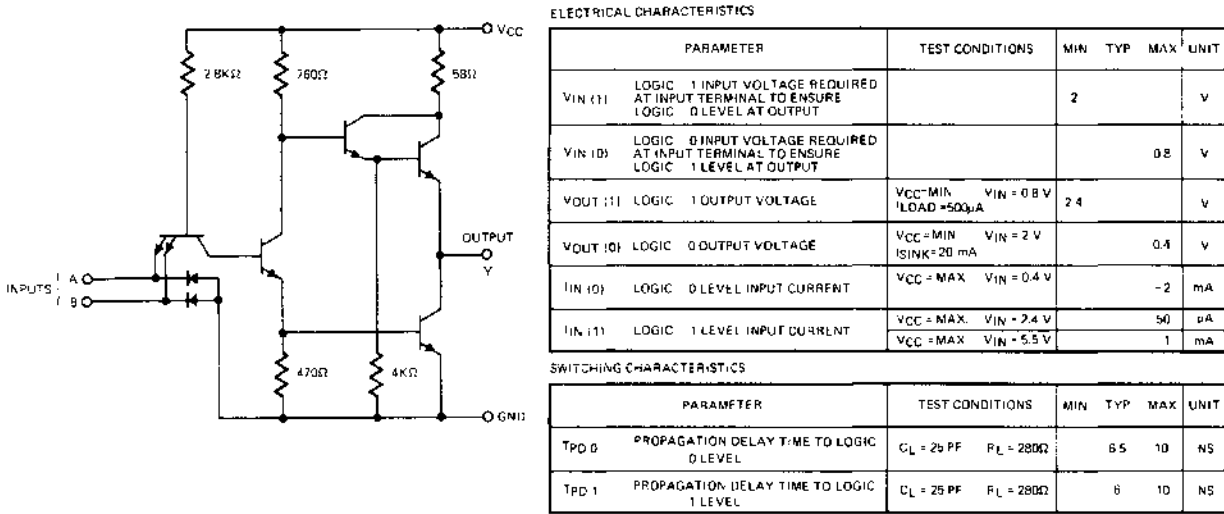 VCC
2.8KΩ
760Ω
58Ω
INPUTS
A
B
OUTPUT
Y
470Ω
4KΩ
GND
ELECTRICAL CHARACTERISTICS
PARAMETER TEST CONDITIONS MIN TYP MAX UNIT
VIN (1) LOGIC 1 INPUT VOLTAGE REQUIRED
AT INPUT TERMINAL TO ENSURE 2 V
LOGIC 0 LEVEL AT OUTPUT
VIN (0) LOGIC 0 INPUT VOLTAGE REQUIRED
AT INPUT TERMINAL TO ENSURE 0.8 V
LOGIC 1 LEVEL AT OUTPUT
VOUT (1) LOGIC 1 OUTPUT VOLTAGE VCC=MIN VIN = 0.8 V 2.4 V
ILOAD =500µA
VOUT (0) LOGIC 0 OUTPUT VOLTAGE VCC = MIN VIN = 2 V 0.4 V
ISINK= 20 mA
IIN (0) LOGIC 0 LEVEL INPUT CURRENT VCC = MAX VIN = 0.4 V -2 mA
IIN (1) LOGIC 1 LEVEL INPUT CURRENT VCC = MAX. VIN = 2.4 V 50 µA
VCC = MAX VIN = 5.5 V 1 mA
SWITCHING CHARACTERISTICS
PARAMETER TEST CONDITIONS MIN TYP MAX UNIT
TPD 0 PROPAGATION DELAY TIME TO LOGIC CL = 25 PF RL = 280Ω 6.5 10 NS
0 LEVEL
TPD 1 PROPAGATION DELAY TIME TO LOGIC CL = 25 PF RL = 280Ω 6 10 NS
1 LEVEL